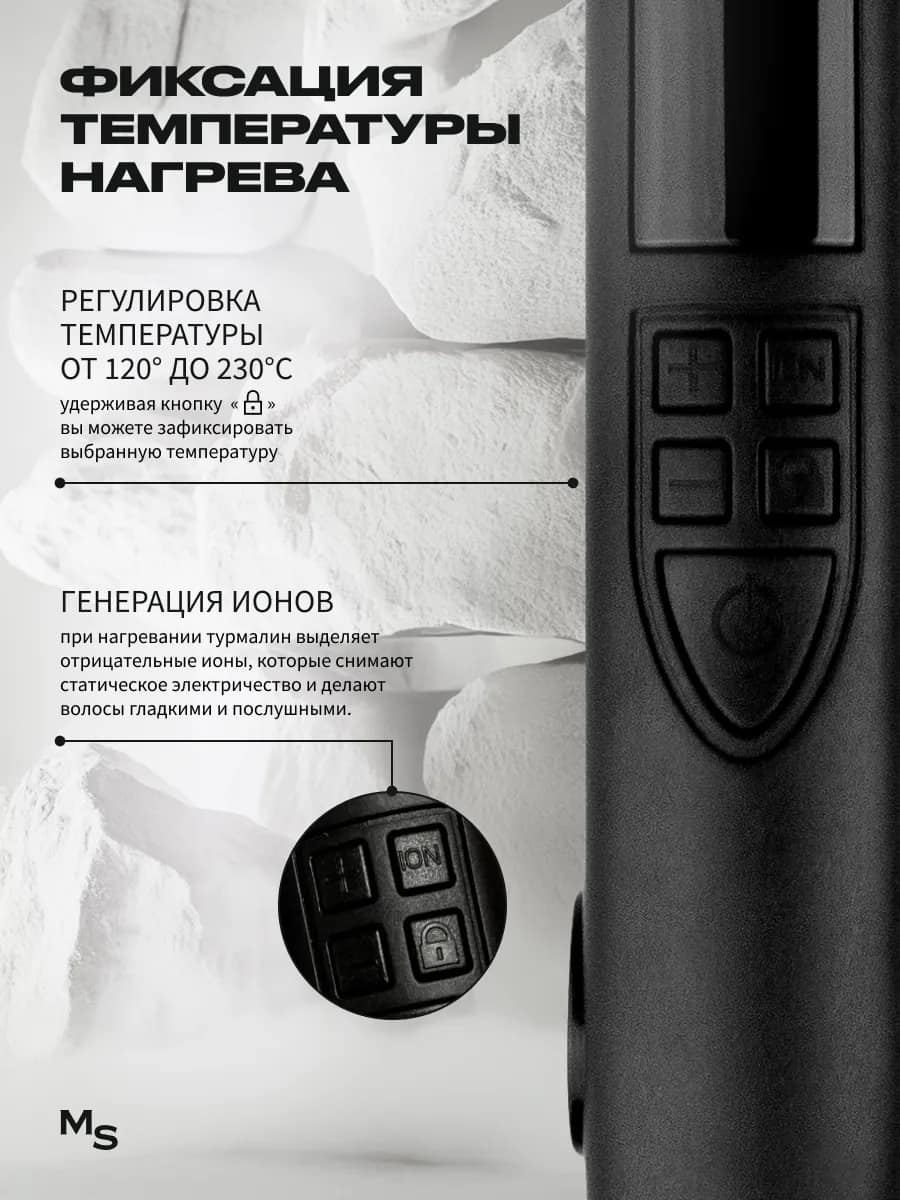 ФИКСАЦИЯ
ТЕМПЕРАТУРЫ
НАГРЕВА
РЕГУЛИРОВКА
ТЕМПЕРАТУРЫ
ОТ 120° ДО 230°C
удерживая кнопку « »
вы можете зафиксировать
выбранную температуру
ГЕНЕРАЦИЯ ИОНОВ
при нагревании турмалин выделяет
отрицательные ионы, которые снимают
статическое электричество и делают
волосы гладкими и послушными.
+ ION
−
+ ION
−
MS